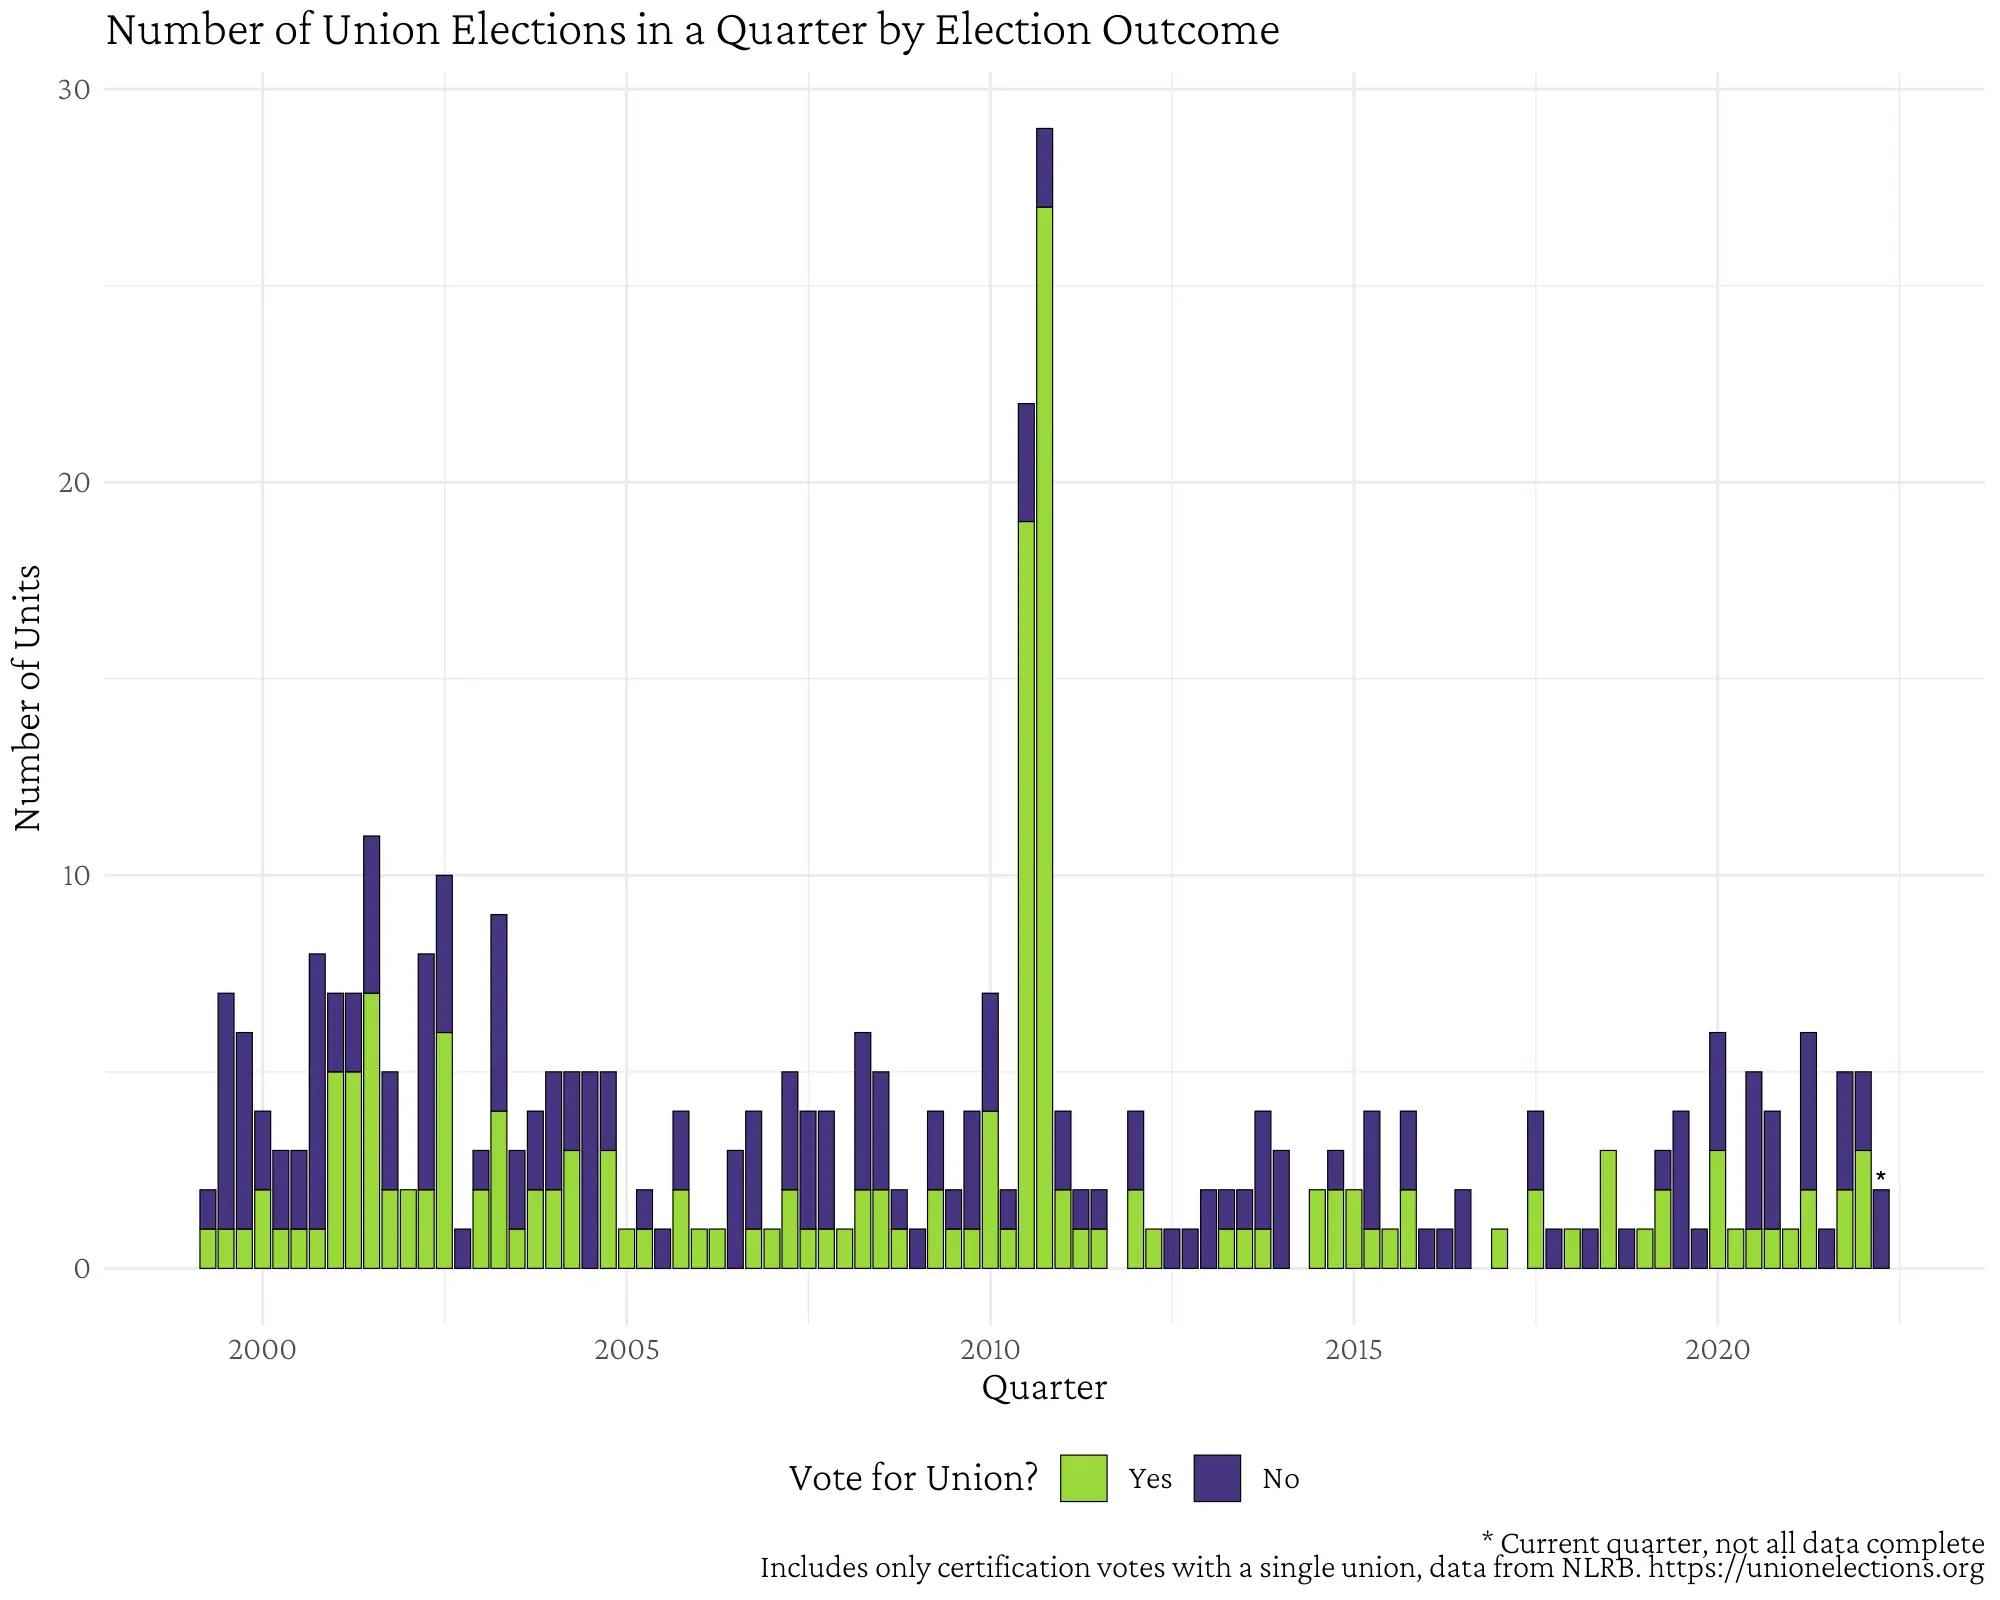 Number of Union Elections in a Quarter by Election Outcome
30
20
10
0
Number of Units
*
2000 2005 2010 2015 2020
Quarter
Vote for Union? Yes No
* Current quarter, not all data complete
Includes only certification votes with a single union, data from NLRB. https://unionelections.org